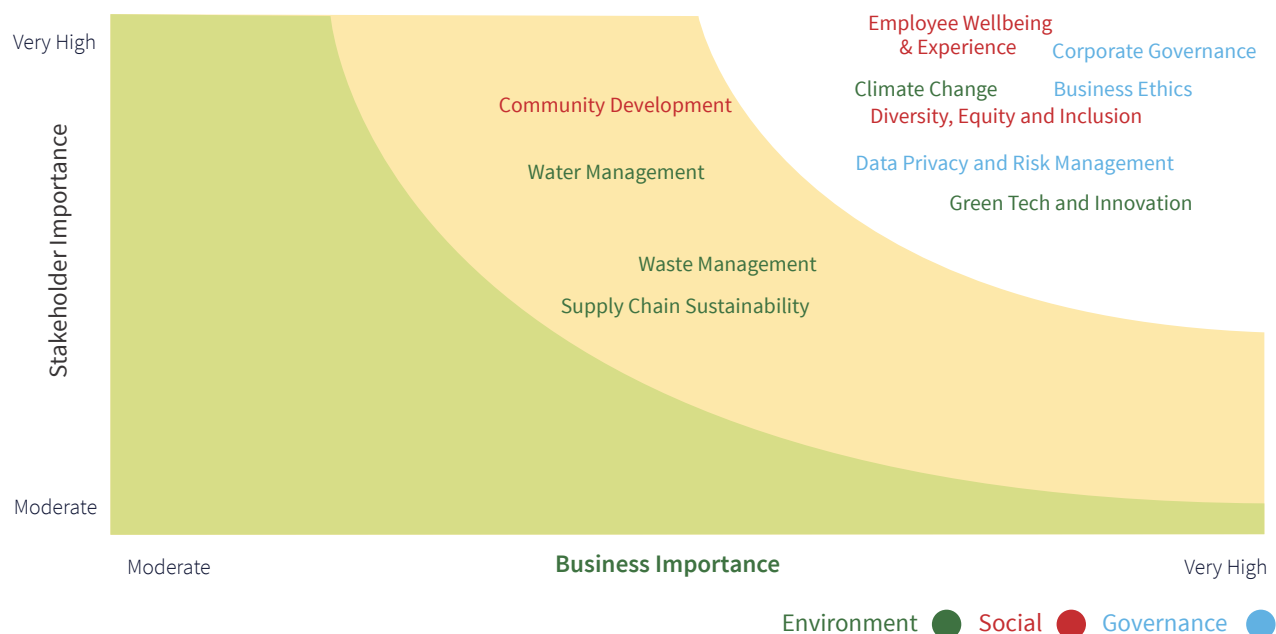 Very High
Stakeholder Importance
Moderate
Employee Wellbeing
& Experience
Corporate Governance
Climate Change
Business Ethics
Diversity, Equity and Inclusion
Community Development
Data Privacy and Risk Management
Water Management
Green Tech and Innovation
Waste Management
Supply Chain Sustainability
Moderate
Business Importance
Very High
Environment
Social
Governance